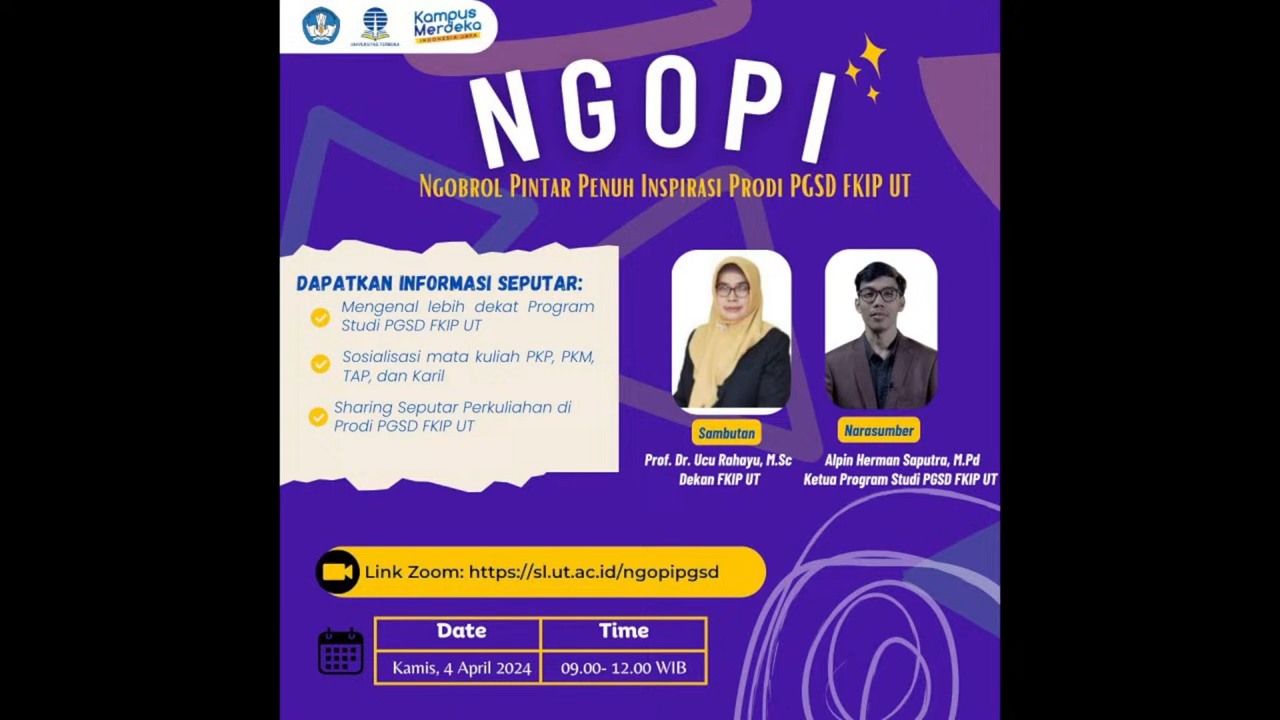 UNIVERSITAS TERBUKA
Kampus
Merdeka
INDONESIA JAYA
NGOPI
Ngobrol Pintar Penuh Inspirasi Prodi PGSD FKIP UT
DAPATKAN INFORMASI SEPUTAR:
Mengenal lebih dekat Program
Studi PGSD FKIP UT
Sosialisasi mata kuliah PKP, PKM,
TAP, dan Karil
Sharing Seputar Perkuliahan di
Prodi PGSD FKIP UT
Sambutan
Prof. Dr. Ucu Rahayu, M.Sc
Dekan FKIP UT
Narasumber
Alpin Herman Saputra, M.Pd
Ketua Program Studi PGSD FKIP UT
Link Zoom: https://sl.ut.ac.id/ngopipgsd
Date Time
Kamis, 4 April 2024 09.00- 12.00 WIB